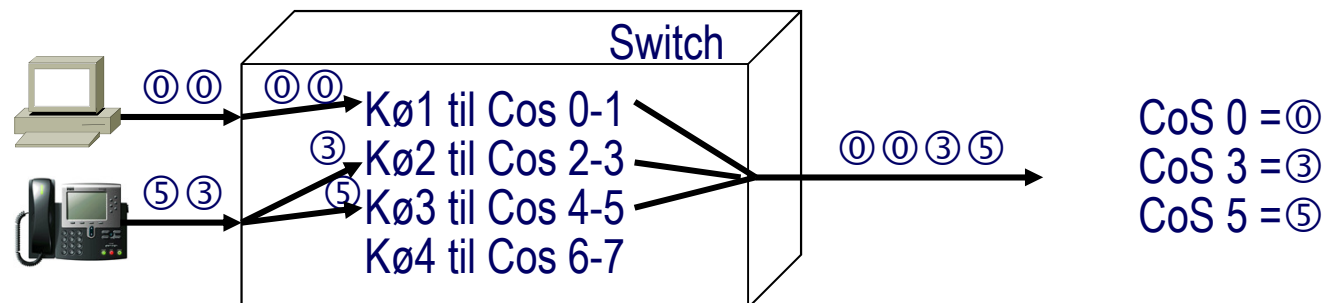 Switch
⓪⓪
⓪⓪
Kø1 til Cos 0-1
③
Kø2 til Cos 2-3
⓪⓪③⑤
⑤③
⑤
Kø3 til Cos 4-5
Kø4 til Cos 6-7
CoS 0 =⓪
CoS 3 =③
CoS 5 =⑤